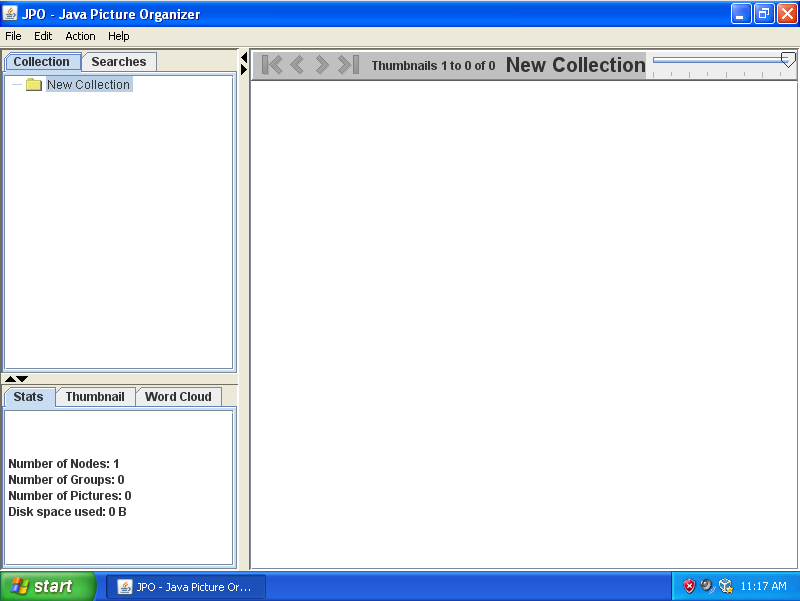 JPO - Java Picture Organizer
File Edit Action Help
Collection Searches
New Collection
Thumbnails 1 to 0 of 0 New Collection
Stats Thumbnail Word Cloud
Number of Nodes: 1
Number of Groups: 0
Number of Pictures: 0
Disk space used: 0 B
start JPO - Java Picture Or... 11:17 AM